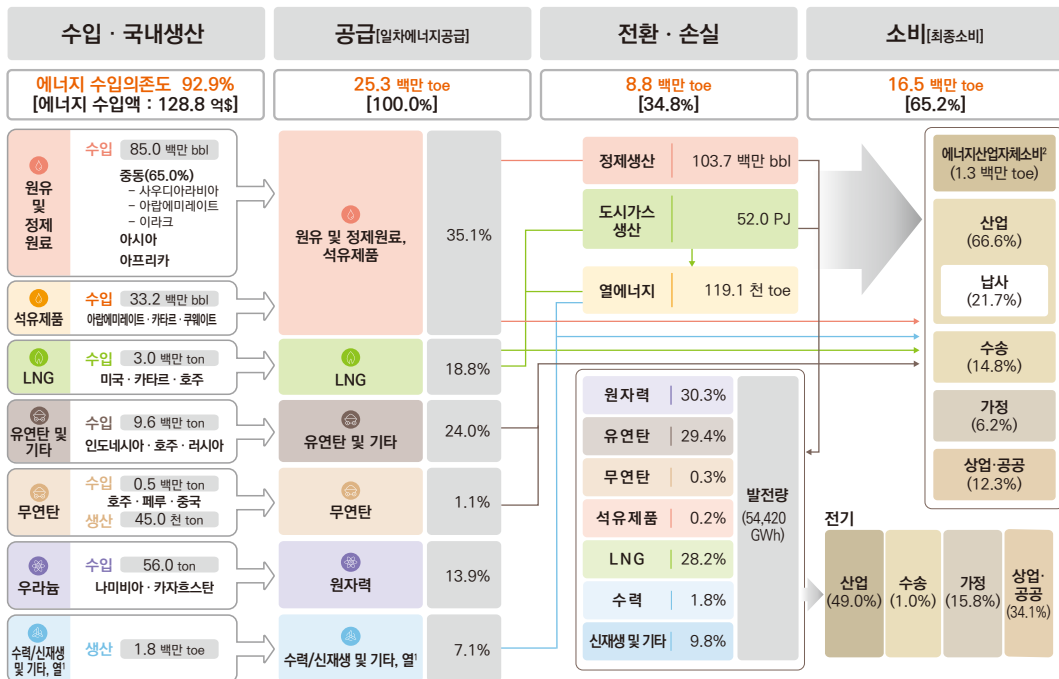 수입 · 국내생산
공급[일차에너지공급]
전환 · 손실
소비[최종소비]
에너지 수입의존도 92.9%
[에너지 수입액 : 128.8 억$]
25.3 백만 toe
[100.0%]
8.8 백만 toe
[34.8%]
16.5 백만 toe
[65.2%]
원유
및
정제
원료
수입 85.0 백만 bbl
중동(65.0%)
– 사우디아라비아
– 아랍에미레이트
– 이라크
아시아
아프리카
석유제품
수입 33.2 백만 bbl
아랍에미레이트 · 카타르 · 쿠웨이트
LNG
수입 3.0 백만 ton
미국 · 카타르 · 호주
유연탄 및
기타
수입 9.6 백만 ton
인도네시아 · 호주 · 러시아
무연탄
수입 0.5 백만 ton
호주 · 페루 · 중국
생산 45.0 천 ton
우라늄
수입 56.0 ton
나미비아 · 카자흐스탄
수력/신재생
및 기타, 열¹
생산 1.8 백만 toe
원유 및 정제원료,
석유제품
35.1%
LNG
18.8%
유연탄 및 기타
24.0%
무연탄
1.1%
원자력
13.9%
수력/신재생 및 기타, 열¹
7.1%
정제생산 103.7 백만 bbl
도시가스
생산
52.0 PJ
열에너지 119.1 천 toe
원자력 30.3%
유연탄 29.4%
무연탄 0.3%
석유제품 0.2%
LNG 28.2%
수력 1.8%
신재생 및 기타 9.8%
발전량
(54,420
GWh)
에너지산업자체소비²
(1.3 백만 toe)
산업
(66.6%)
납사
(21.7%)
수송
(14.8%)
가정
(6.2%)
상업·공공
(12.3%)
전기
산업
(49.0%)
수송
(1.0%)
가정
(15.8%)
상업·
공공
(34.1%)